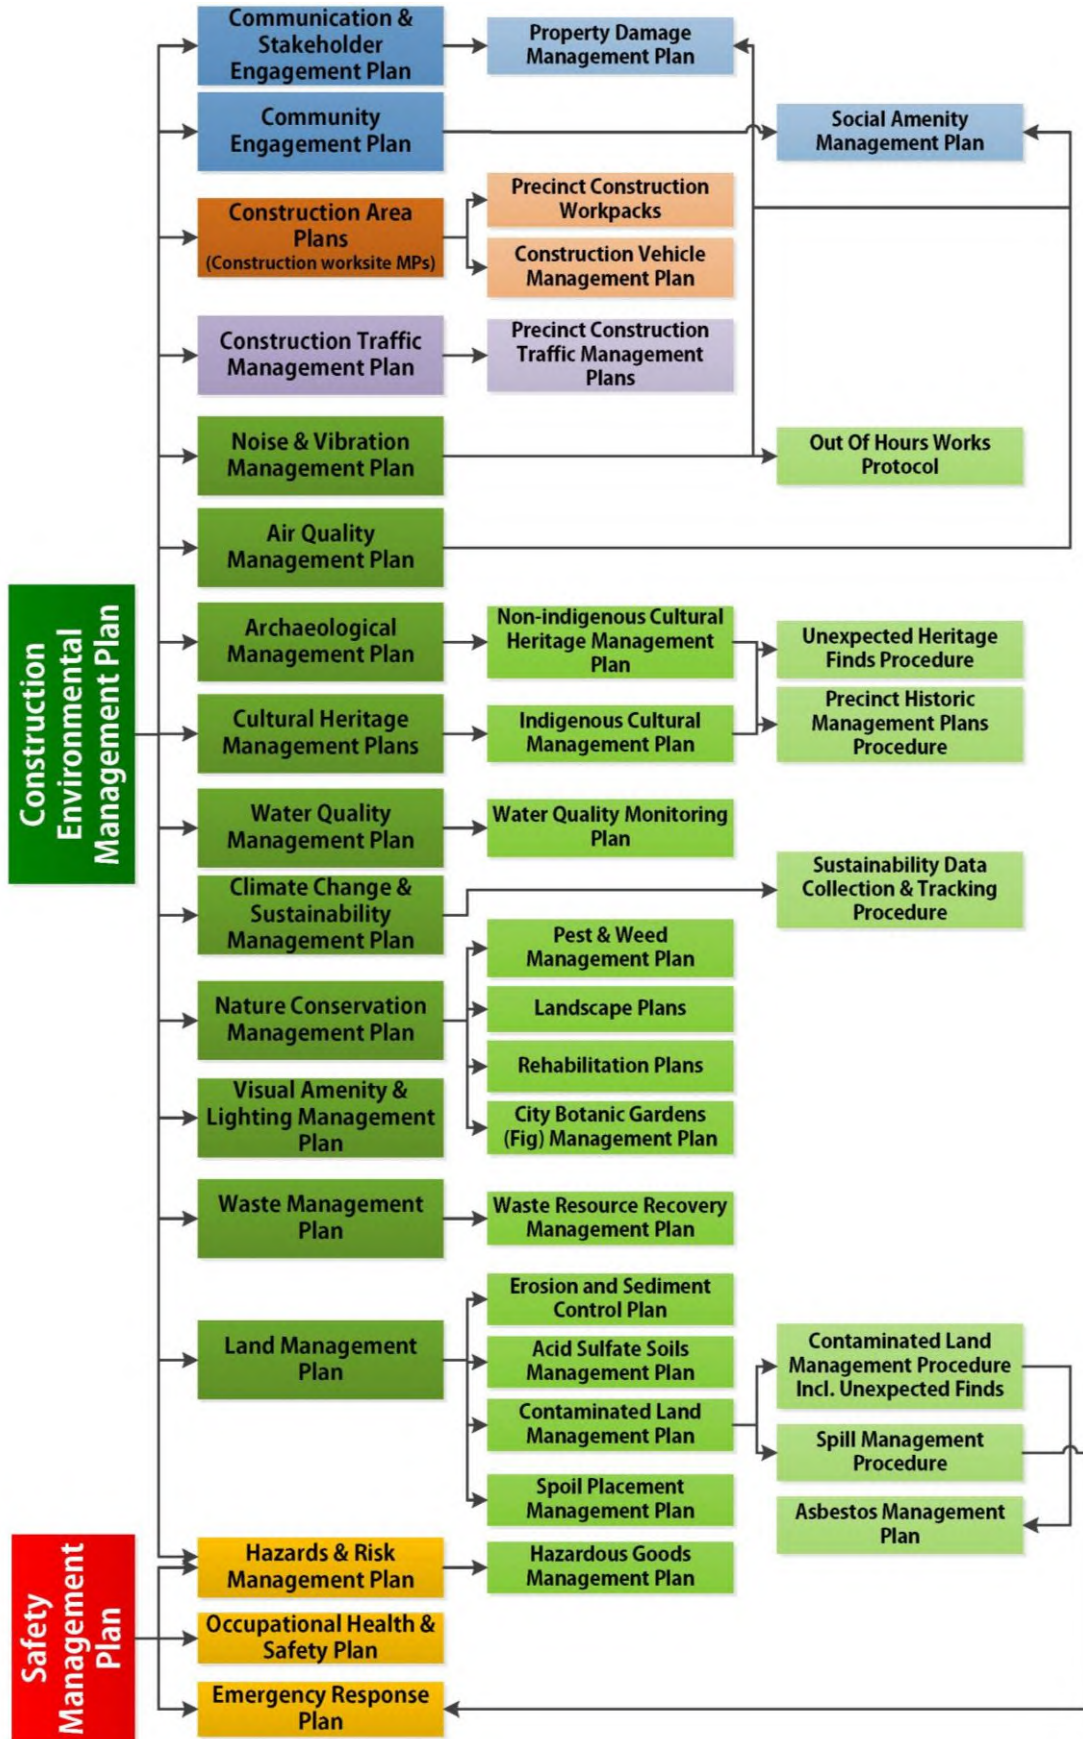 Communication &
Stakeholder
Engagement Plan
Property Damage
Management Plan
Community
Engagement Plan
Social Amenity
Management Plan
Construction Area
Plans
(Construction worksite MPs)
Precinct Construction
Workpacks
Construction Vehicle
Management Plan
Construction Traffic
Management Plan
Precinct Construction
Traffic Management
Plans
Noise & Vibration
Management Plan
Out Of Hours Works
Protocol
Air Quality
Management Plan
Construction
Environmental
Management Plan
Archaeological
Management Plan
Non-indigenous Cultural
Heritage Management
Plan
Unexpected Heritage
Finds Procedure
Cultural Heritage
Management Plans
Indigenous Cultural
Management Plan
Precinct Historic
Management Plans
Procedure
Water Quality
Management Plan
Water Quality Monitoring
Plan
Climate Change &
Sustainability
Management Plan
Sustainability Data
Collection & Tracking
Procedure
Nature Conservation
Management Plan
Pest & Weed
Management Plan
Landscape Plans
Rehabilitation Plans
City Botanic Gardens
(Fig) Management Plan
Visual Amenity &
Lighting Management
Plan
Waste Management
Plan
Waste Resource Recovery
Management Plan
Land Management
Plan
Erosion and Sediment
Control Plan
Acid Sulfate Soils
Management Plan
Contaminated Land
Management Plan
Spoil Placement
Management Plan
Contaminated Land
Management Procedure
Incl. Unexpected Finds
Spill Management
Procedure
Asbestos Management
Plan
Safety
Management
Plan
Hazards & Risk
Management Plan
Hazardous Goods
Management Plan
Occupational Health &
Safety Plan
Emergency Response
Plan